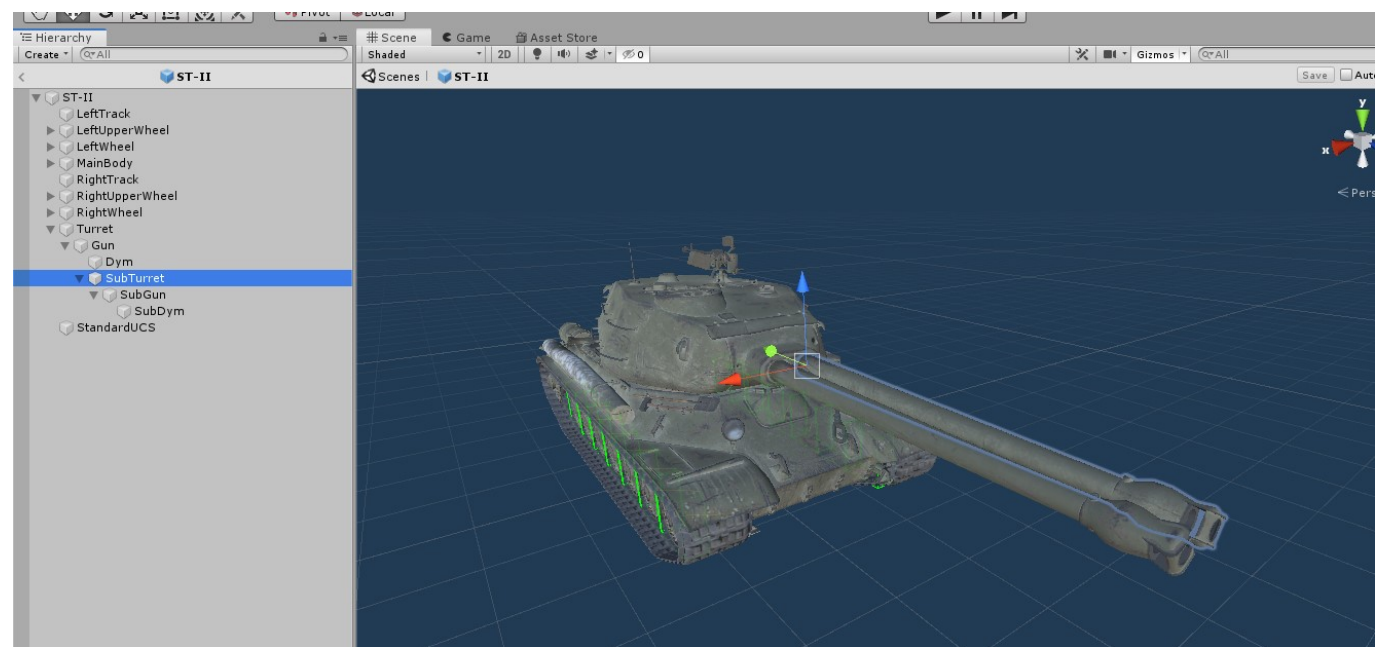 Pivot Local
Hierarchy
# Scene Game Asset Store
Create All
Shaded 2D 0 Gizmos All
ST-II
Scenes ST-II Save Auto
ST-II
LeftTrack
LeftUpperWheel
LeftWheel
MainBody
RightTrack
RightUpperWheel
RightWheel
Turret
Gun
Dym
SubTurret
SubGun
SubDym
StandardUCS
y
x
Pers